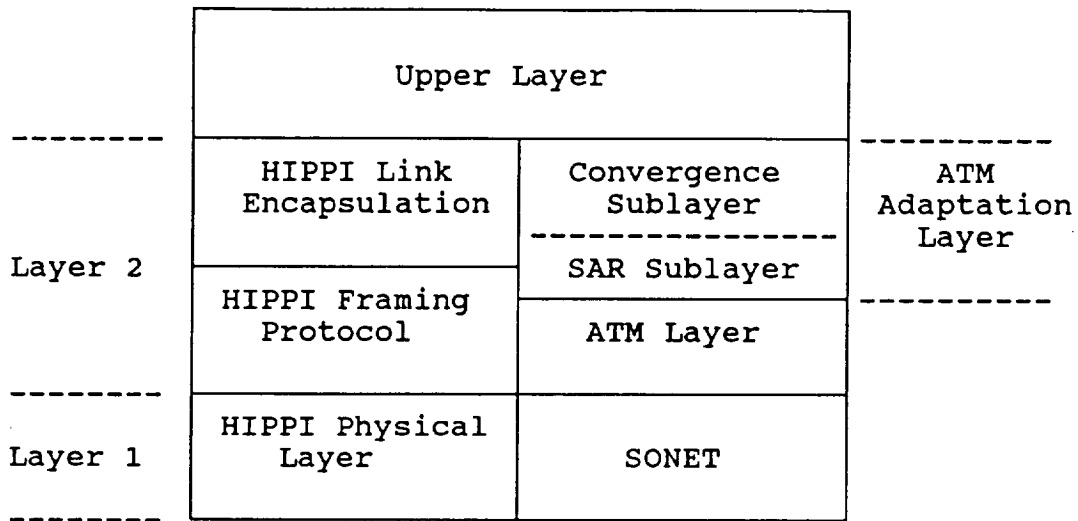 Upper Layer
HIPPI Link
Encapsulation
Convergence
Sublayer
ATM
Adaptation
Layer
Layer 2
SAR Sublayer
HIPPI Framing
Protocol
ATM Layer
HIPPI Physical
Layer
Layer 1
SONET